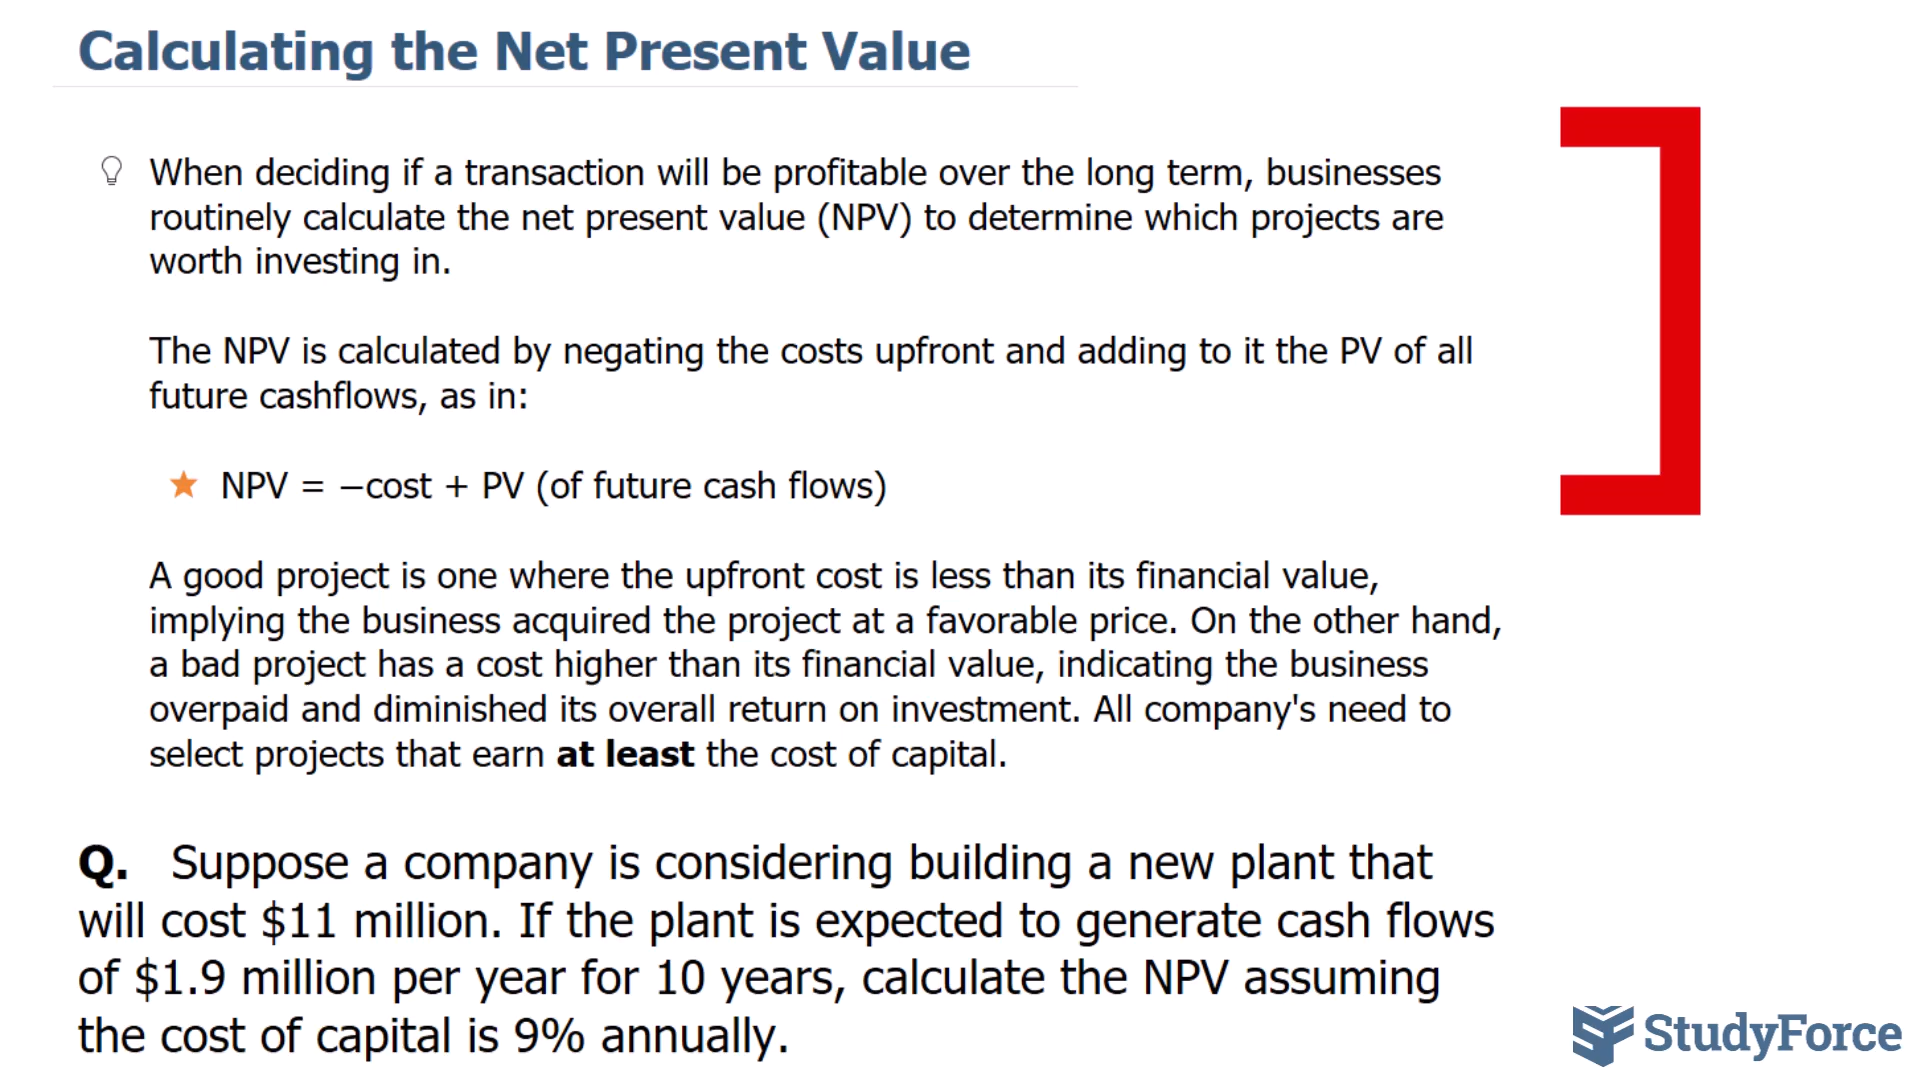 Calculating the Net Present Value
When deciding if a transaction will be profitable over the long term, businesses
routinely calculate the net present value (NPV) to determine which projects are
worth investing in.
The NPV is calculated by negating the costs upfront and adding to it the PV of all
future cashflows, as in:
NPV = −cost + PV (of future cash flows)
A good project is one where the upfront cost is less than its financial value,
implying the business acquired the project at a favorable price. On the other hand,
a bad project has a cost higher than its financial value, indicating the business
overpaid and diminished its overall return on investment. All company's need to
select projects that earn at least the cost of capital.
Q. Suppose a company is considering building a new plant that
will cost $11 million. If the plant is expected to generate cash flows
of $1.9 million per year for 10 years, calculate the NPV assuming
the cost of capital is 9% annually.
StudyForce